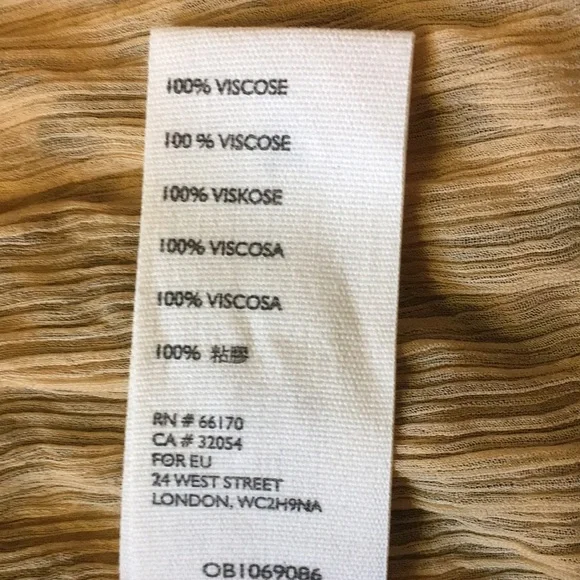 100% VISCOSE
100 % VISCOSE
100% VISKOSE
100% VISCOSA
100% VISCOSA
100% 粘膠
RN # 66170
CA # 32054
FOR EU
24 WEST STREET
LONDON, WC2H9NA
OB1069086